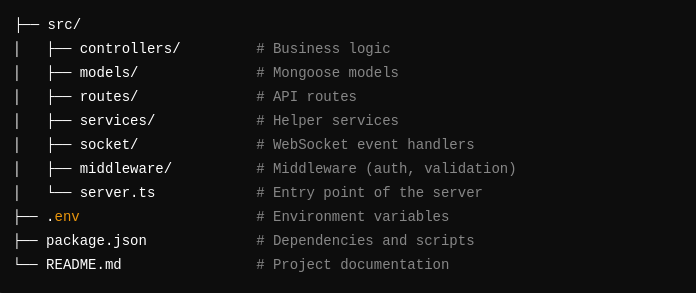 ├── src/
│   ├── controllers/         # Business logic
│   ├── models/              # Mongoose models
│   ├── routes/              # API routes
│   ├── services/            # Helper services
│   ├── socket/              # WebSocket event handlers
│   ├── middleware/          # Middleware (auth, validation)
│   └── server.ts            # Entry point of the server
├── .env                     # Environment variables
├── package.json             # Dependencies and scripts
└── README.md                # Project documentation